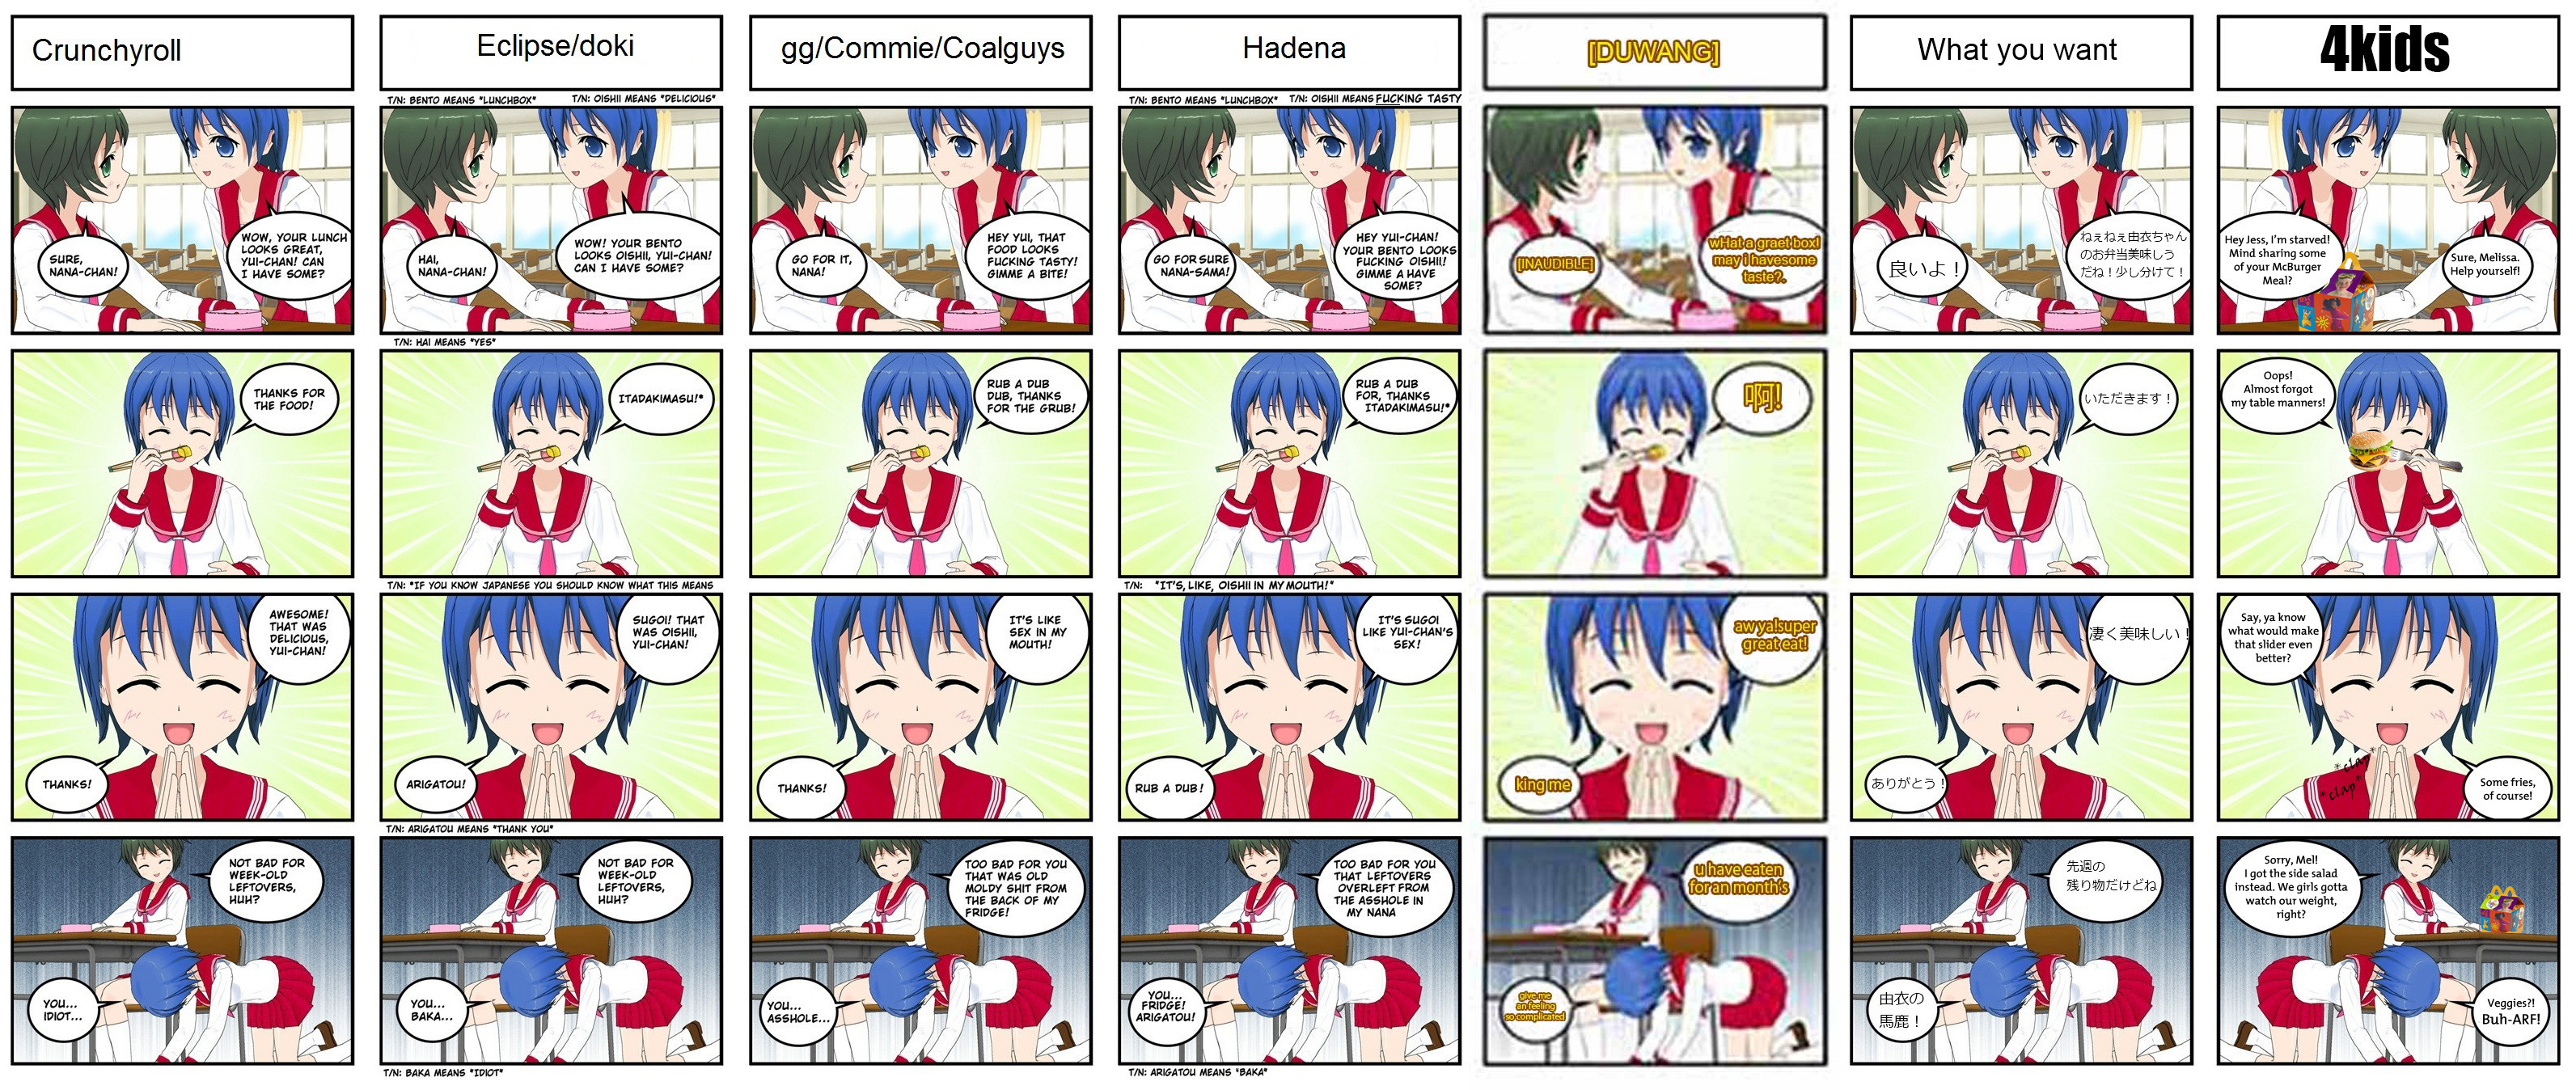 Crunchyroll
WOW, YOUR LUNCH
LOOKS GREAT,
YUI-CHAN! CAN
I HAVE SOME?
SURE,
NANA-CHAN!
THANKS FOR
THE FOOD!
AWESOME!
THAT WAS
DELICIOUS,
YUI-CHAN!
THANKS!
NOT BAD FOR
WEEK-OLD
LEFTOVERS,
HUH?
YOU...
IDIOT...
Eclipse/doki
T/N: BENTO MEANS "LUNCHBOX"
T/N: OISHII MEANS "DELICIOUS"
WOW! YOUR BENTO
LOOKS OISHII, YUI-CHAN!
CAN I HAVE SOME?
HAI,
NANA-CHAN!
T/N: HAI MEANS "YES"
ITADAKIMASU!*
T/N: *IF YOU KNOW JAPANESE YOU SHOULD KNOW WHAT THIS MEANS
SUGOI! THAT
WAS OISHII,
YUI-CHAN!
ARIGATOU!
T/N: ARIGATOU MEANS "THANK YOU"
NOT BAD FOR
WEEK-OLD
LEFTOVERS,
HUH?
YOU...
BAKA...
T/N: BAKA MEANS "IDIOT"
gg/Commie/Coalguys
HEY YUI, THAT
FOOD LOOKS
FUCKING TASTY!
GIMME A BITE!
GO FOR IT,
NANA!
RUB A DUB
DUB, THANKS
FOR THE GRUB!
IT'S LIKE
SEX IN MY
MOUTH!
THANKS!
TOO BAD FOR YOU
THAT WAS OLD
MOLDY SHIT FROM
THE BACK OF MY
FRIDGE!
YOU...
ASSHOLE...
Hadena
T/N: BENTO MEANS "LUNCHBOX"
T/N: OISHII MEANS FUCKING TASTY
HEY YUI-CHAN!
YOUR BENTO LOOKS
FUCKING OISHII!
GIMME A HAVE
SOME?
GO FOR SURE
NANA-SAMA!
RUB A DUB
FOR, THANKS
ITADAKIMASU!*
T/N: "IT'S, LIKE, OISHII IN MY MOUTH!"
IT'S SUGOI
LIKE YUI-CHAN'S
SEX!
RUB A DUB!
TOO BAD FOR YOU
THAT LEFTOVERS
OVERLEFT FROM
THE ASSHOLE IN
MY NANA
YOU...
FRIDGE!
ARIGATOU!
T/N: ARIGATOU MEANS "BAKA"
[DUWANG]
wHat a graet box!
may i havesome
taste?.
[INAUDIBLE]
啊!
aw ya!super
great eat!
king me
u have eaten
for an month's
give me
an feeling
so complicated
What you want
ねぇねぇ由衣ちゃん
のお弁当美味しう
だね！少し分けて！
良いよ！
いただきます！
凄く美味しい！
ありがとう！
先週の
残り物だけどね
由衣の
馬鹿！
4kids
Hey Jess, I'm starved!
Mind sharing some
of your McBurger
Meal?
Sure, Melissa.
Help yourself!
Oops!
Almost forgot
my table manners!
Say, ya know
what would make
that slider even
better?
*clap*
*clap*
Some fries,
of course!
Sorry, Mel!
I got the side salad
instead. We girls gotta
watch our weight,
right?
Veggies?!
Buh-ARF!